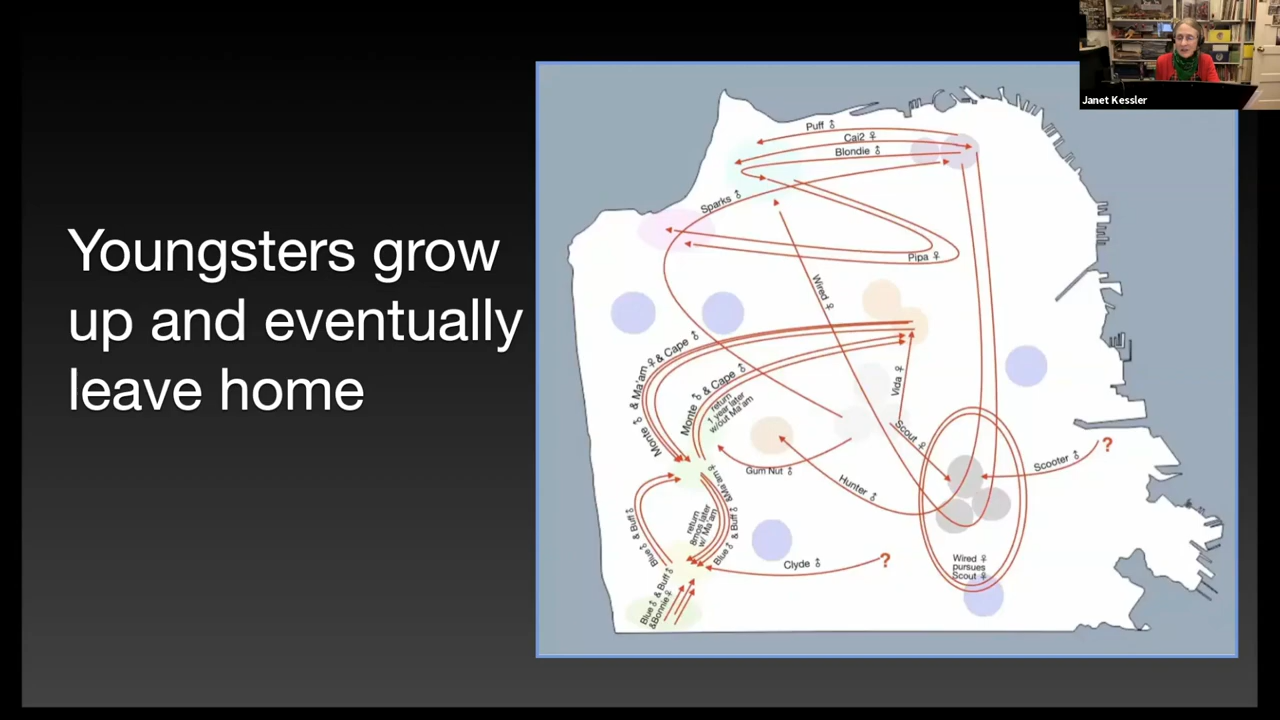 Janet Kessler
Youngsters grow
up and eventually
leave home
Puff ♂
Cai2 ♀
Blondie ♂
Sparks ♂
Pipa ♀
Wired ♀
Monte ♂ & Ma'am ♀ & Cape ♂
Monte ♂ & Cape ♂
return
1 year later
w/out Ma'am
Vida ♀
Scout ♀
Gum Nut ♂
Hunter ♂
Scooter ♂
?
Blue ♂ & Buff ♂
return
8mos later
w/ Ma'am
Blue ♂ & Buff ♂
&Ma'am ♀
Clyde ♂
?
Wired ♀
pursues
Scout ♀
Blue ♂ & Buff ♂
&Bonnie ♀